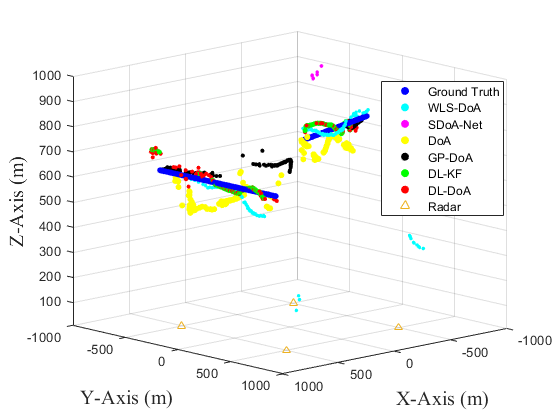 1000
900
800
700
600
500
400
300
200
100
Z-Axis (m)
-1000
-500
0
500
1000
Y-Axis (m)
1000
500
0
-500
-1000
X-Axis (m)
Ground Truth
WLS-DoA
SDoA-Net
DoA
GP-DoA
DL-KF
DL-DoA
Radar